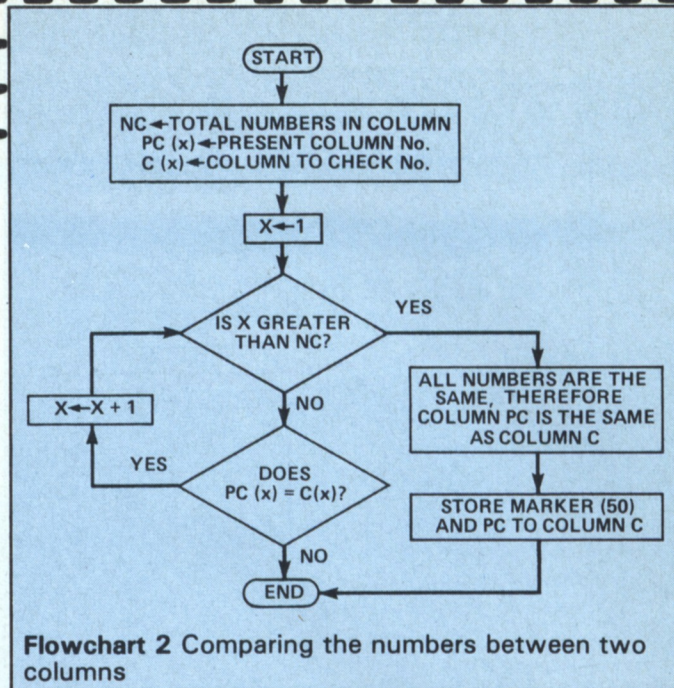 START
NC←TOTAL NUMBERS IN COLUMN
PC (x)←PRESENT COLUMN No.
C (x)←COLUMN TO CHECK No.
X←1
IS X GREATER
THAN NC?
YES
NO
X←X + 1
YES
DOES
PC (x) = C(x)?
NO
ALL NUMBERS ARE THE
SAME, THEREFORE
COLUMN PC IS THE SAME
AS COLUMN C
STORE MARKER (50)
AND PC TO COLUMN C
END
Flowchart 2 Comparing the numbers between two
columns